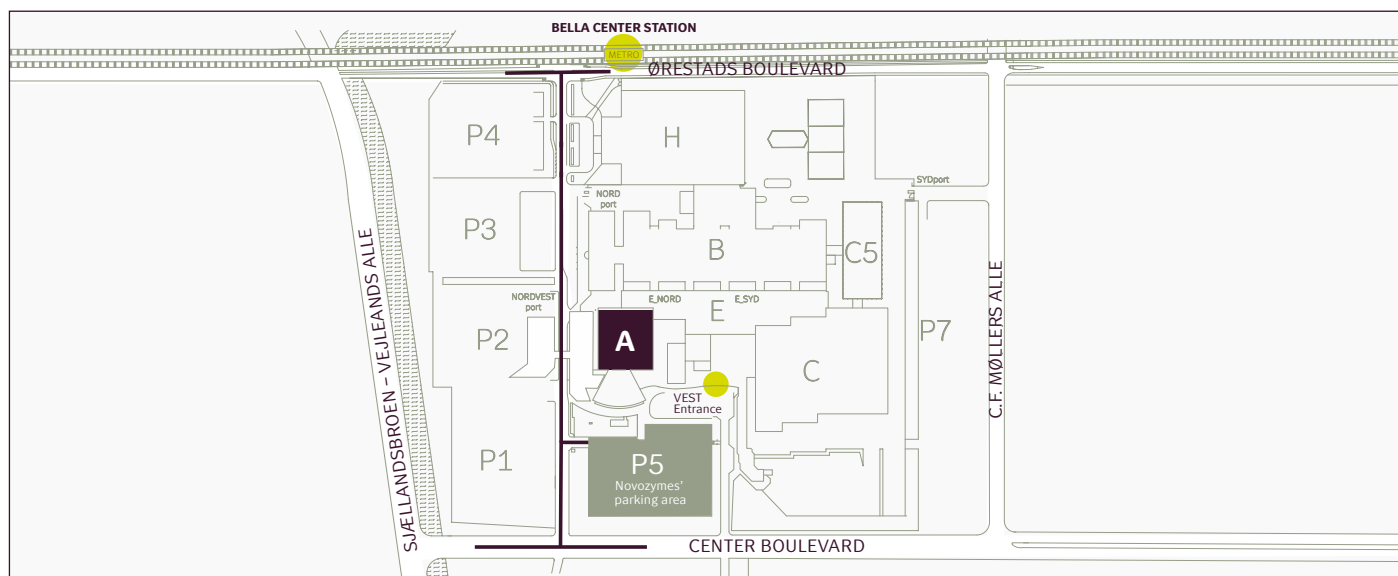 BELLA CENTER STATION
METRO
ØRESTADS BOULEVARD
P4
H
SYDport
NORD
port
P3
B
C5
SJÆLLANDSBROEN – VEJLEANDS ALLE
C.F. MØLLERS ALLE
NORDVEST
port
E_NORD
E_SYD
E
P2
A
P7
C
VEST
Entrance
P1
P5
Novozymes'
parking area
CENTER BOULEVARD